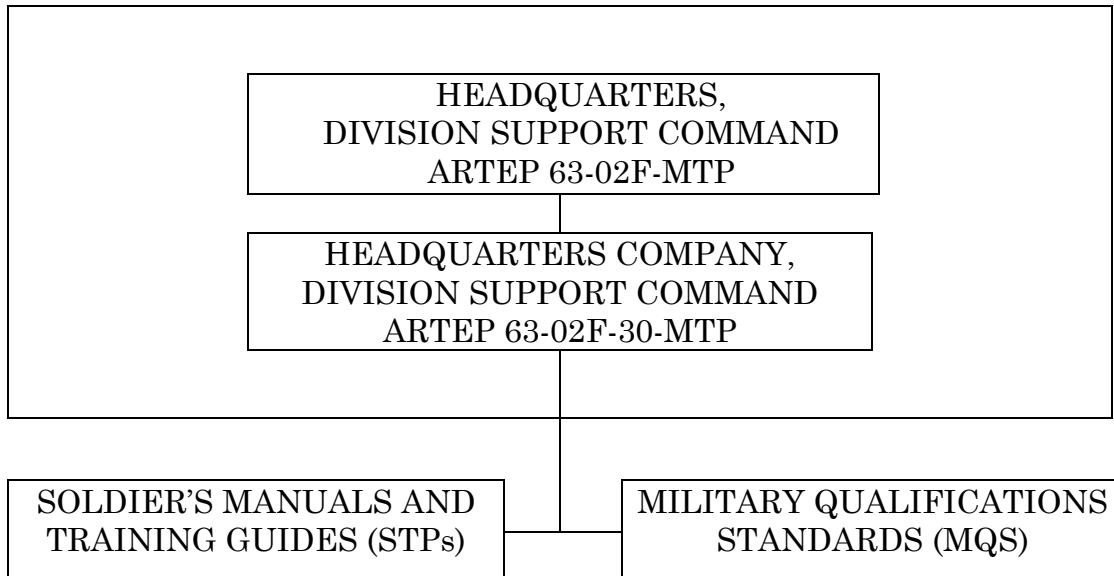 HEADQUARTERS,
DIVISION SUPPORT COMMAND
ARTEP 63-02F-MTP
HEADQUARTERS COMPANY,
DIVISION SUPPORT COMMAND
ARTEP 63-02F-30-MTP
SOLDIER’S MANUALS AND
TRAINING GUIDES (STPs)
MILITARY QUALIFICATIONS
STANDARDS (MQS)